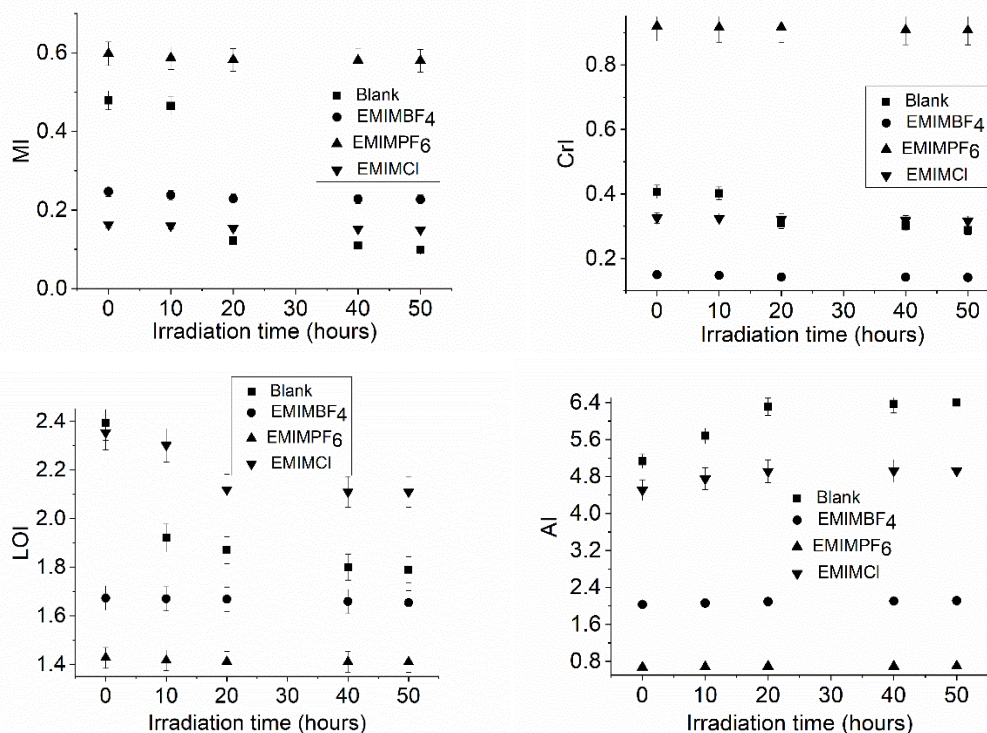 MI
0.6
0.4
0.2
0.0
0 10 20 30 40 50
Irradiation time (hours)
Blank
EMIMBF4
EMIMPF6
EMIMCl
CrI
0.8
0.6
0.4
0.2
0 10 20 30 40 50
Irradiation time (hours)
Blank
EMIMBF4
EMIMPF6
EMIMCl
LOI
2.4
2.2
2.0
1.8
1.6
1.4
0 10 20 30 40 50
Irradiation time (hours)
Blank
EMIMBF4
EMIMPF6
EMIMCl
AI
6.4
5.6
4.8
4.0
3.2
2.4
1.6
0.8
0 10 20 30 40 50
Irradiation time (hours)
Blank
EMIMBF4
EMIMPF6
EMIMCl